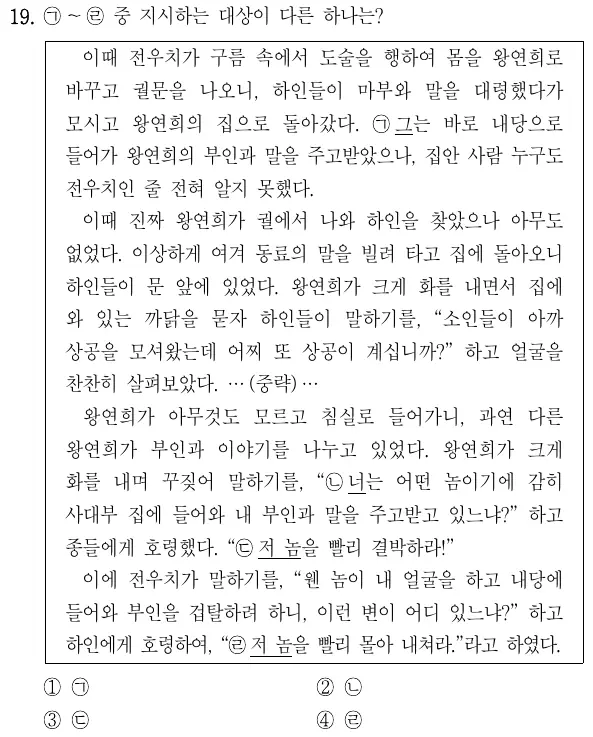 19. ㉠ ~ ㉣ 중 지시하는 대상이 다른 하나는?
이때 전우치가 구름 속에서 도술을 행하여 몸을 왕연희로
바꾸고 궐문을 나오니, 하인들이 마부와 말을 대령했다가
모시고 왕연희의 집으로 돌아갔다. ㉠ 그는 바로 내당으로
들어가 왕연희의 부인과 말을 주고받았으나, 집안 사람 누구도
전우치인 줄 전혀 알지 못했다.
이때 진짜 왕연희가 궐에서 나와 하인을 찾았으나 아무도
없었다. 이상하게 여겨 동료의 말을 빌려 타고 집에 돌아오니
하인들이 문 앞에 있었다. 왕연희가 크게 화를 내면서 집에
와 있는 까닭을 묻자 하인들이 말하기를, “소인들이 아까
상공을 모셔왔는데 어찌 또 상공이 계십니까?” 하고 얼굴을
찬찬히 살펴보았다. …(중략)…
왕연희가 아무것도 모르고 침실로 들어가니, 과연 다른
왕연희가 부인과 이야기를 나누고 있었다. 왕연희가 크게
화를 내며 꾸짖어 말하기를, “㉡ 너는 어떤 놈이기에 감히
사대부 집에 들어와 내 부인과 말을 주고받고 있느냐?” 하고
종들에게 호령했다. “㉢ 저 놈을 빨리 결박하라!”
이에 전우치가 말하기를, “웬 놈이 내 얼굴을 하고 내당에
들어와 부인을 겁탈하려 하니, 이런 변이 어디 있느냐?” 하고
하인에게 호령하여, “㉣ 저 놈을 빨리 몰아 내쳐라.”라고 하였다.
① ㉠ ② ㉡
③ ㉢ ④ ㉣